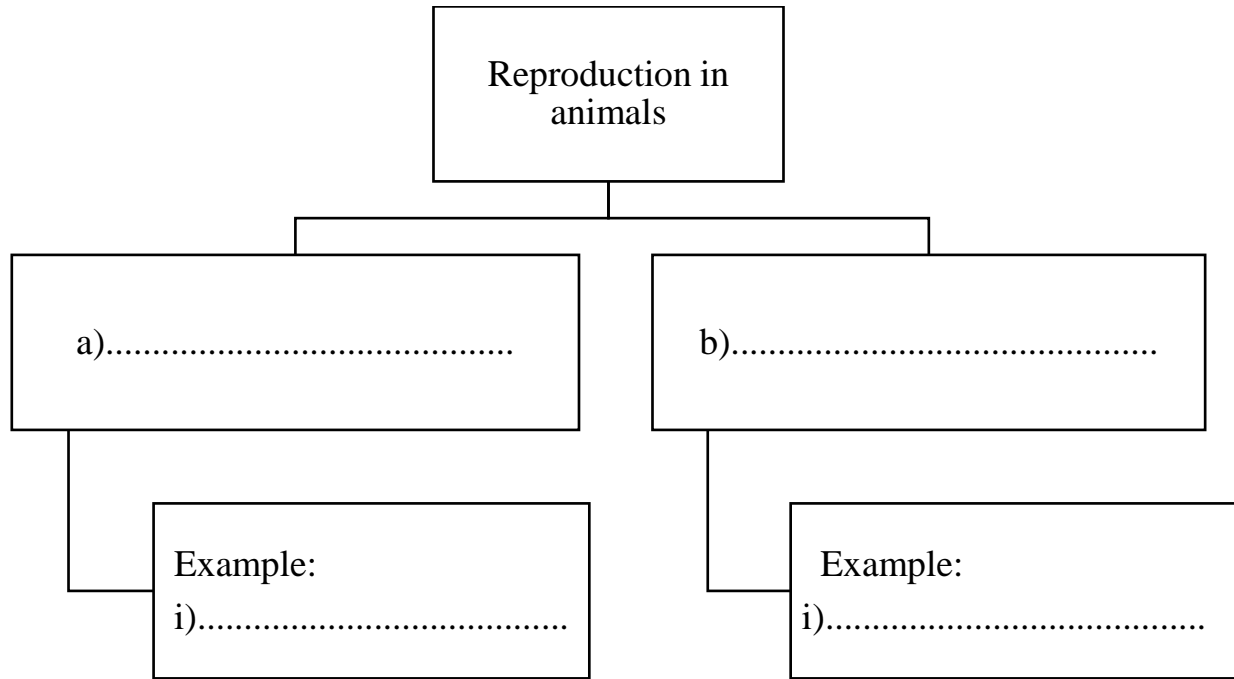 Reproduction in
animals
a)............................................
b)..............................................
Example:
i)........................................
Example:
i).........................................